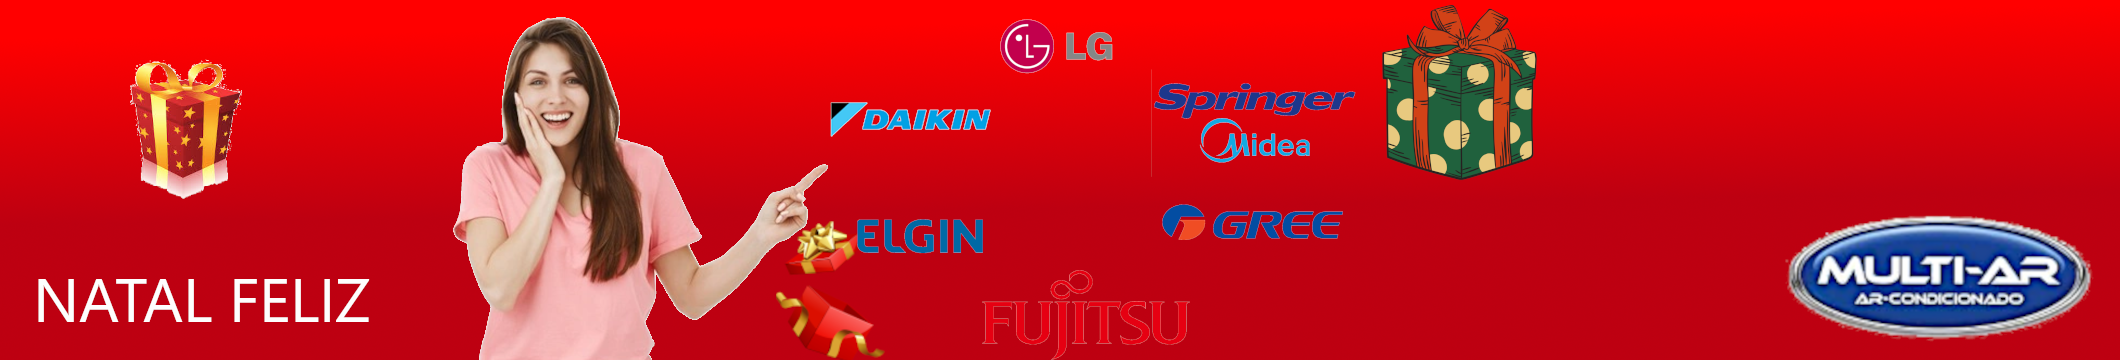 NATAL FELIZ
LG
DAIKIN
Springer
Midea
ELGIN
GREE
FUJITSU
MULTI-AR
AR-CONDICIONADO